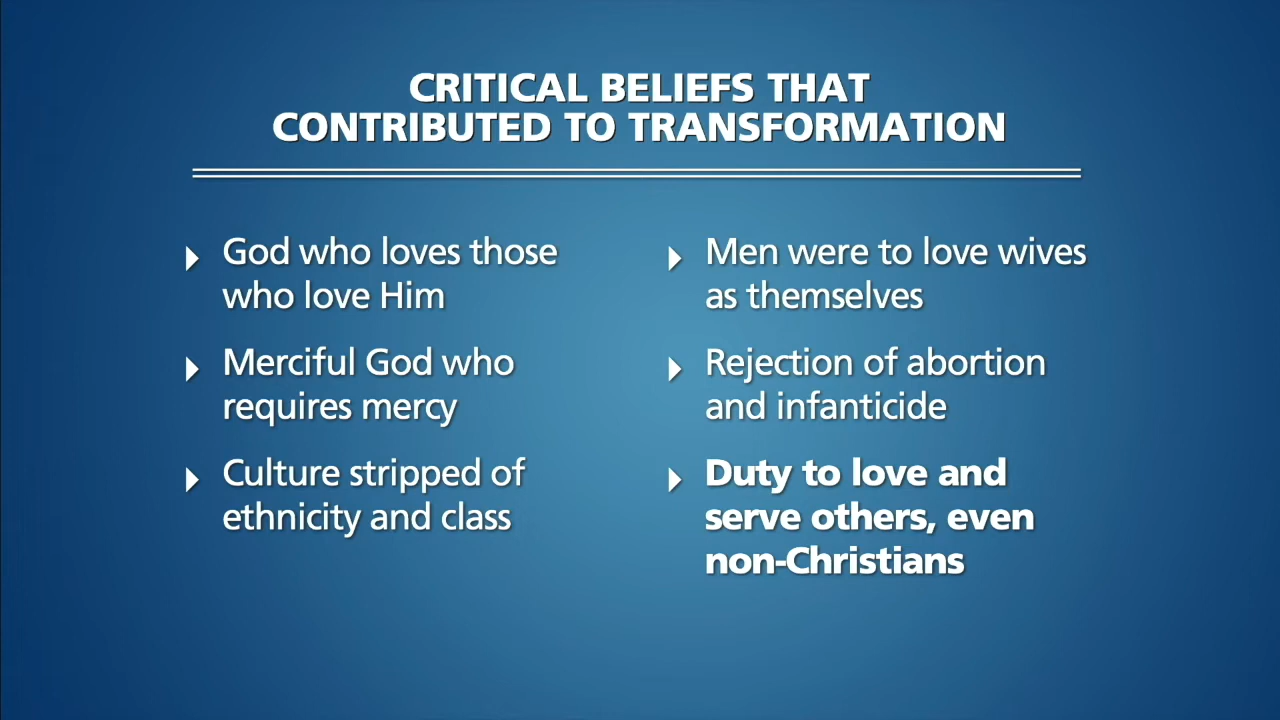 CRITICAL BELIEFS THAT
CONTRIBUTED TO TRANSFORMATION
God who loves those
who love Him
Merciful God who
requires mercy
Culture stripped of
ethnicity and class
Men were to love wives
as themselves
Rejection of abortion
and infanticide
Duty to love and
serve others, even
non-Christians